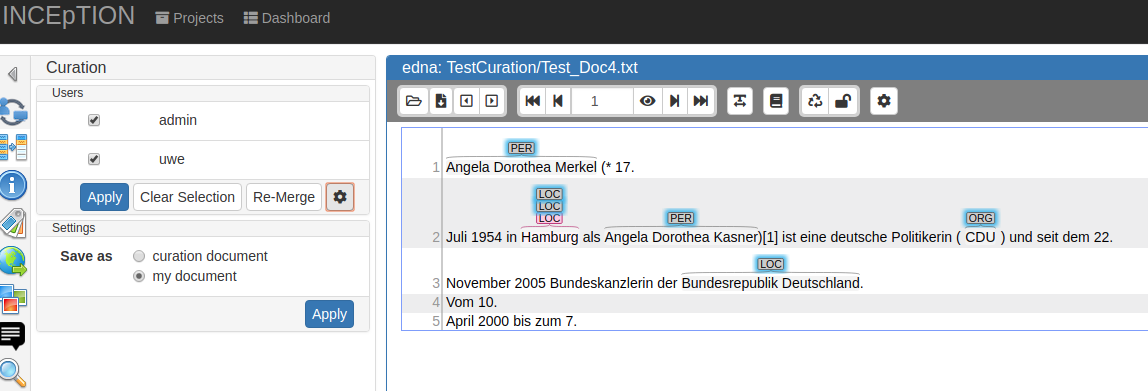 INCEpTION Projects Dashboard
Curation
Users
admin
uwe
Apply Clear Selection Re-Merge
Settings
Save as curation document
my document
Apply
edna: TestCuration/Test_Doc4.txt
1
PER
1 Angela Dorothea Merkel (* 17.
LOC
LOC
LOC PER ORG
2 Juli 1954 in Hamburg als Angela Dorothea Kasner)[1] ist eine deutsche Politikerin ( CDU ) und seit dem 22.
LOC
3 November 2005 Bundeskanzlerin der Bundesrepublik Deutschland.
4 Vom 10.
5 April 2000 bis zum 7.